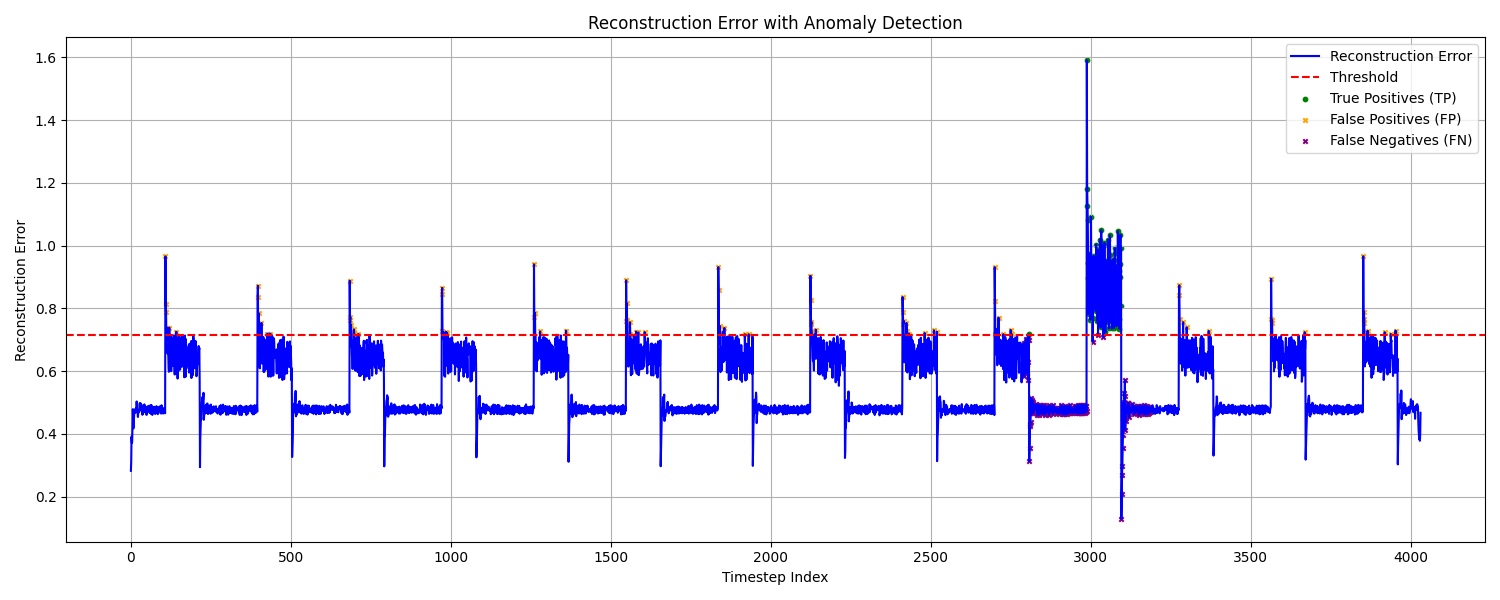 Reconstruction Error with Anomaly Detection
Reconstruction Error
1.6
1.4
1.2
1.0
0.8
0.6
0.4
0.2
Reconstruction Error
Threshold
True Positives (TP)
False Positives (FP)
False Negatives (FN)
0 500 1000 1500 2000 2500 3000 3500 4000
Timestep Index